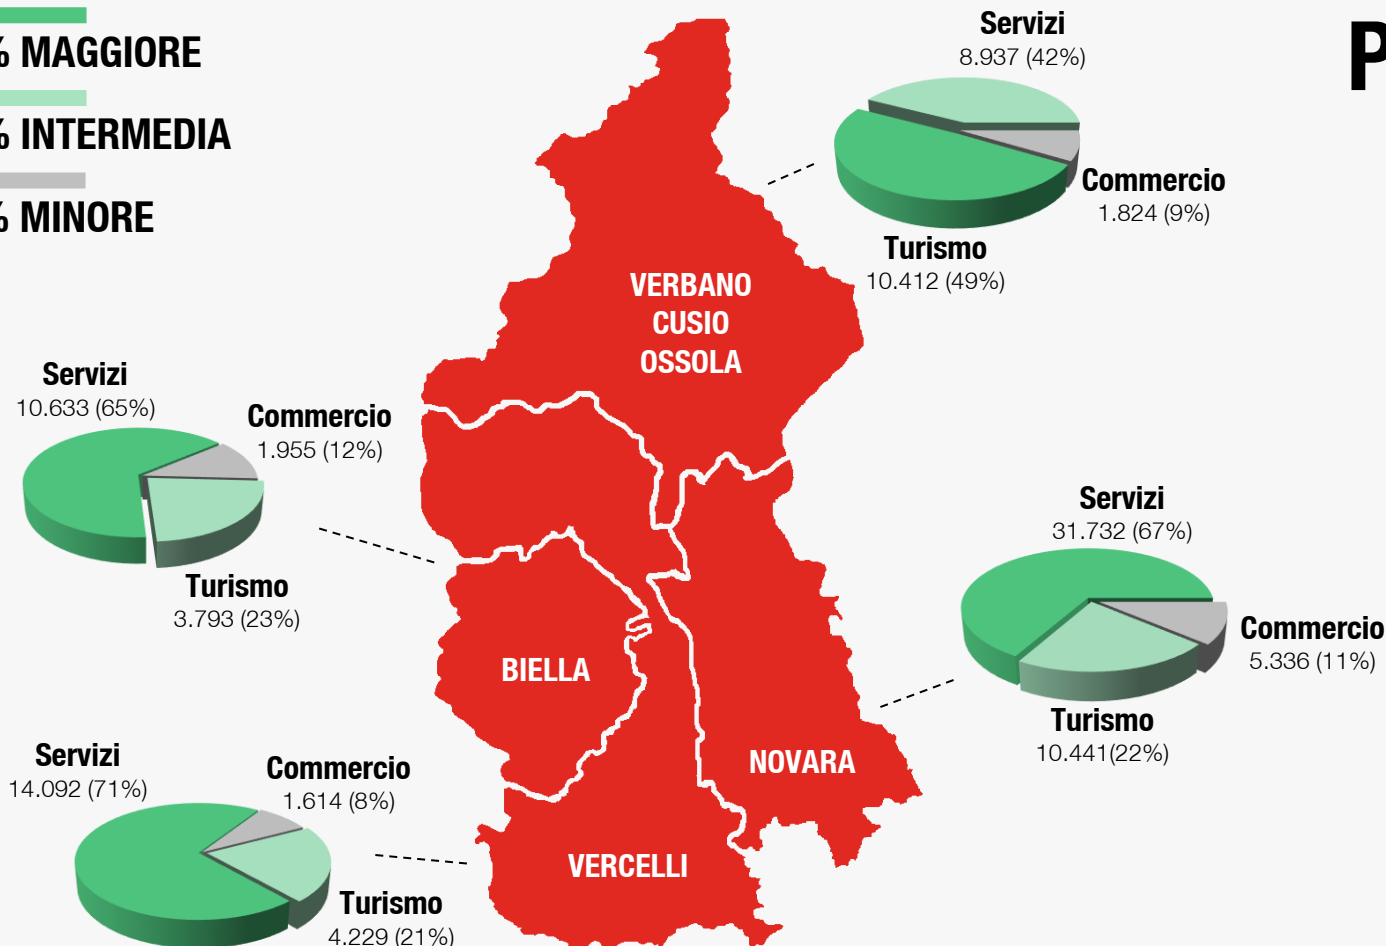 % MAGGIORE
% INTERMEDIA
% MINORE
P
Servizi
8.937 (42%)
Commercio
1.824 (9%)
Turismo
10.412 (49%)
VERBANO
CUSIO
OSSOLA
Servizi
10.633 (65%)
Commercio
1.955 (12%)
Turismo
3.793 (23%)
Servizi
31.732 (67%)
Commercio
5.336 (11%)
Turismo
10.441(22%)
BIELLA
NOVARA
Servizi
14.092 (71%)
Commercio
1.614 (8%)
Turismo
4.229 (21%)
VERCELLI